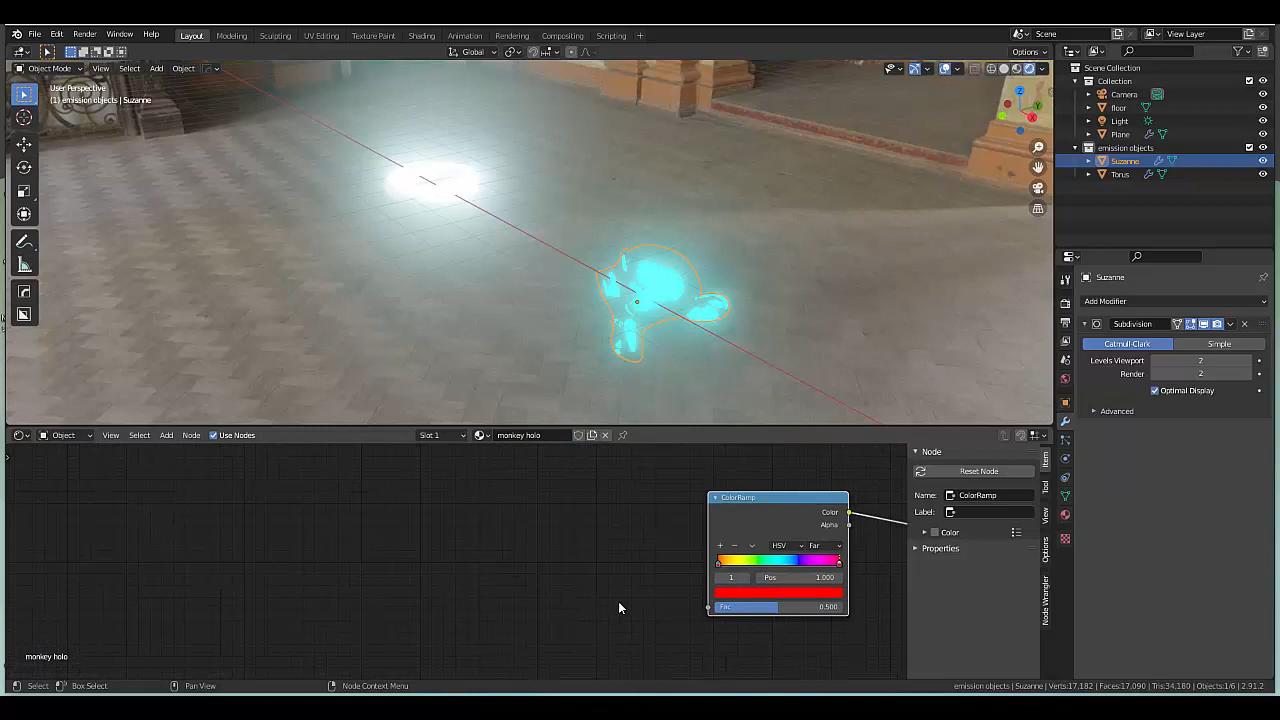 File Edit Render Window Help Layout Modeling Sculpting UV Editing Texture Paint Shading Animation Rendering Compositing Scripting + Scene View Layer
Global Options
Object Mode View Select Add Object
User Perspective
(1) emission objects | Suzanne
Z
Y
X
Scene Collection
Collection
Camera
floor
Light
Plane
emission objects
Suzanne
Torus
Suzanne
Add Modifier
Subdivision
Catmull-Clark Simple
Levels Viewport 2
Render 2
Optimal Display
Advanced
Object View Select Add Node Use Nodes Slot 1 monkey holo
ColorRamp
Color
Alpha
HSV Far
1 Pos 1.000
Fac 0.500
Node
Reset Node
Name: ColorRamp
Label:
Color
Properties
Item
Tool
View
Options
Node Wrangler
monkey holo
Select Box Select Pan View Node Context Menu emission objects | Suzanne | Verts:17,182 | Faces:17,090 | Tris:34,180 | Objects:1/6 | 2.91.2